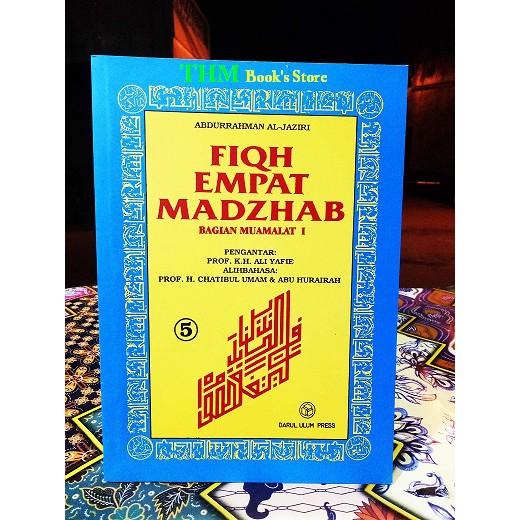 THM Book's Store
ABDURRAHMAN AL-JAZIRI
FIQH
EMPAT
MADZHAB
BAGIAN MUAMALAT I
PENGANTAR:
PROF. K.H. ALI YAFIE
ALIHBAHASA:
PROF. H. CHATIBUL UMAM & ABU HURAIRAH
5
DARUL ULUM PRESS